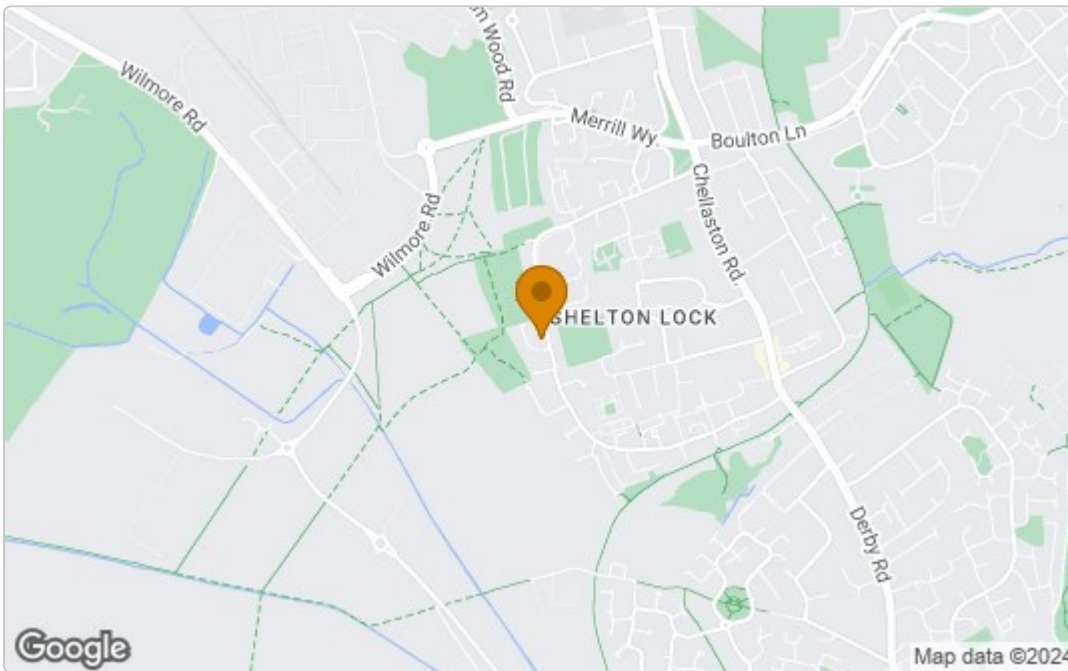 Wilmore Rd
m Wood Rd
Merrill Wy.
Boulton Ln
Chellaston Rd.
Wilmore Rd
SHELTON LOCK
Derby Rd
Google
Map data ©2024